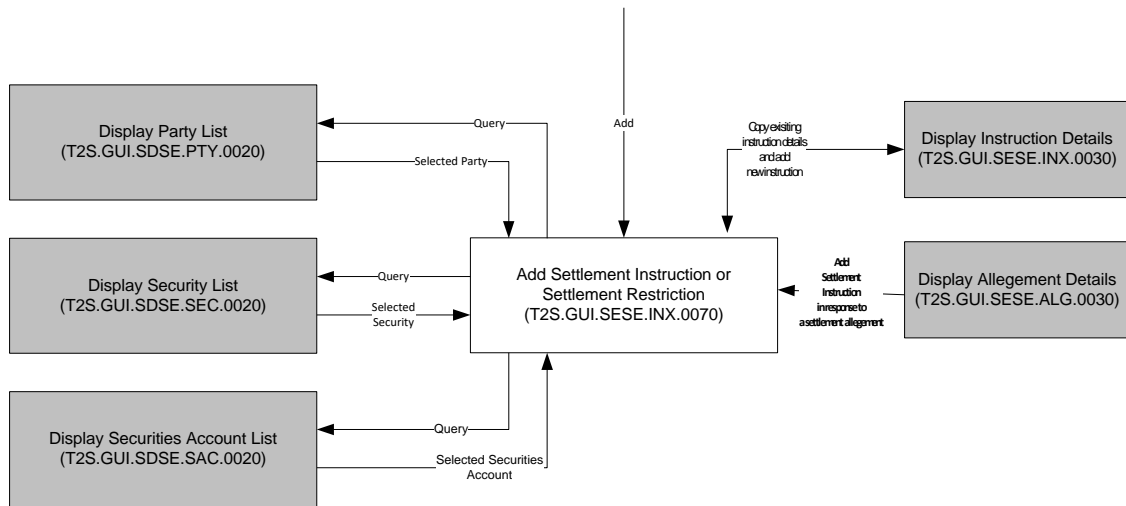 Display Party List
(T2S.GUI.SDSE.PTY.0020)
Query
Selected Party
Add
Copy exisiting
instruction details
and add
new instruction
Display Instruction Details
(T2S.GUI.SESE.INX.0030)
Display Security List
(T2S.GUI.SDSE.SEC.0020)
Query
Selected
Security
Add Settlement Instruction or
Settlement Restriction
(T2S.GUI.SESE.INX.0070)
Add
Settlement
Instruction
in response to
a settlement allegement
Display Allegement Details
(T2S.GUI.SESE.ALG.0030)
Display Securities Account List
(T2S.GUI.SDSE.SAC.0020)
Query
Selected Securities
Account